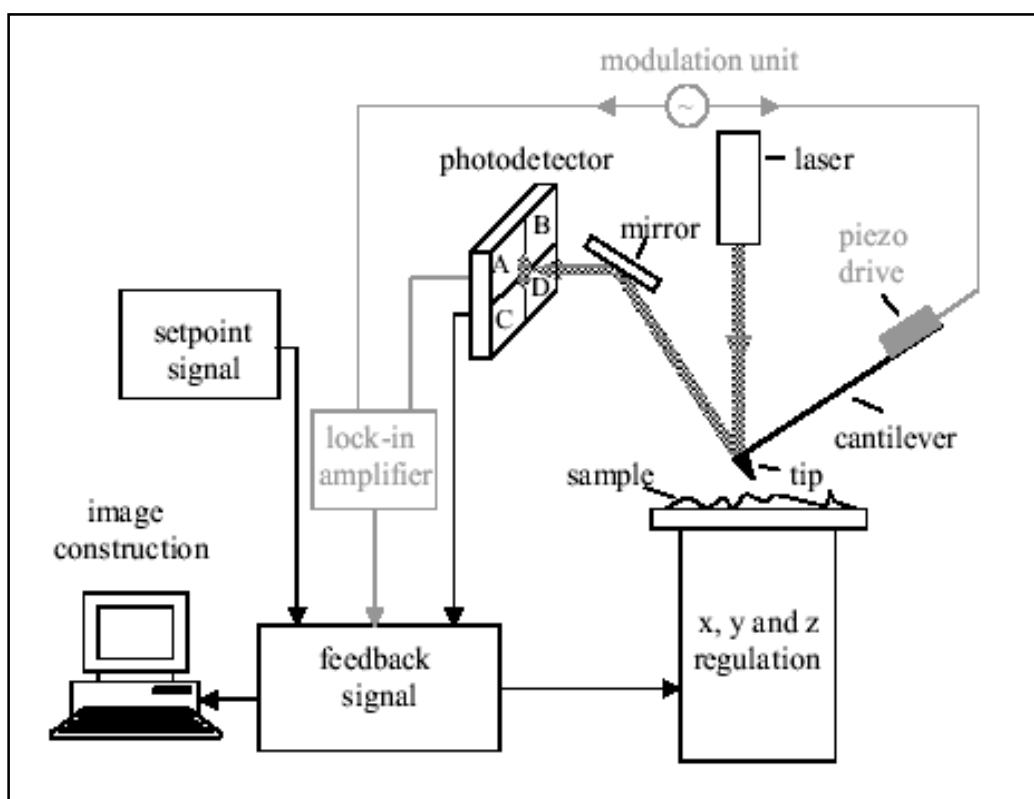 modulation unit
~
laser
photodetector
mirror
piezo
drive
A
B
C
D
setpoint
signal
lock-in
amplifier
cantilever
tip
sample
image
construction
x, y and z
regulation
feedback
signal